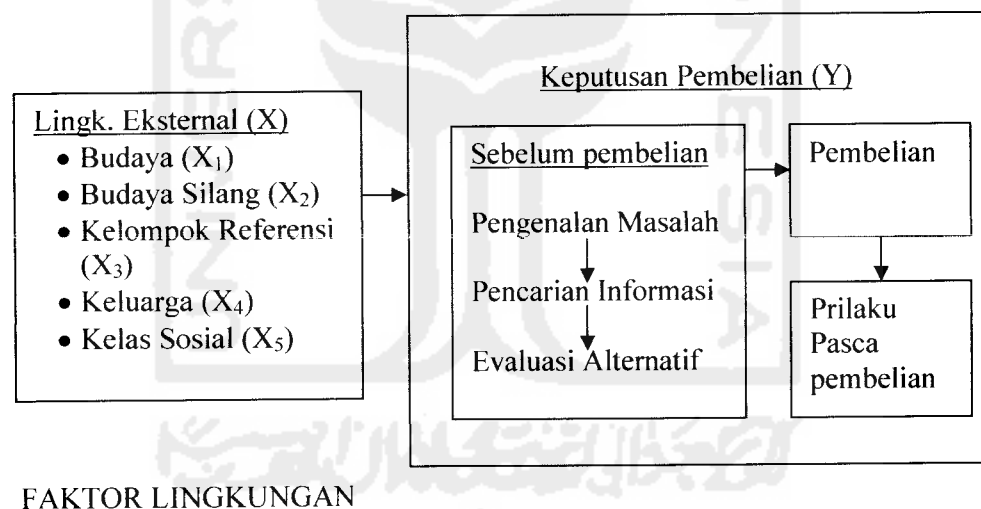 Lingk. Eksternal (X)
• Budaya (X₁)
• Budaya Silang (X₂)
• Kelompok Referensi
(X₃)
• Keluarga (X₄)
• Kelas Sosial (X₅)
Keputusan Pembelian (Y)
Sebelum pembelian
Pengenalan Masalah
Pencarian Informasi
Evaluasi Alternatif
Pembelian
Prilaku
Pasca
pembelian
FAKTOR LINGKUNGAN